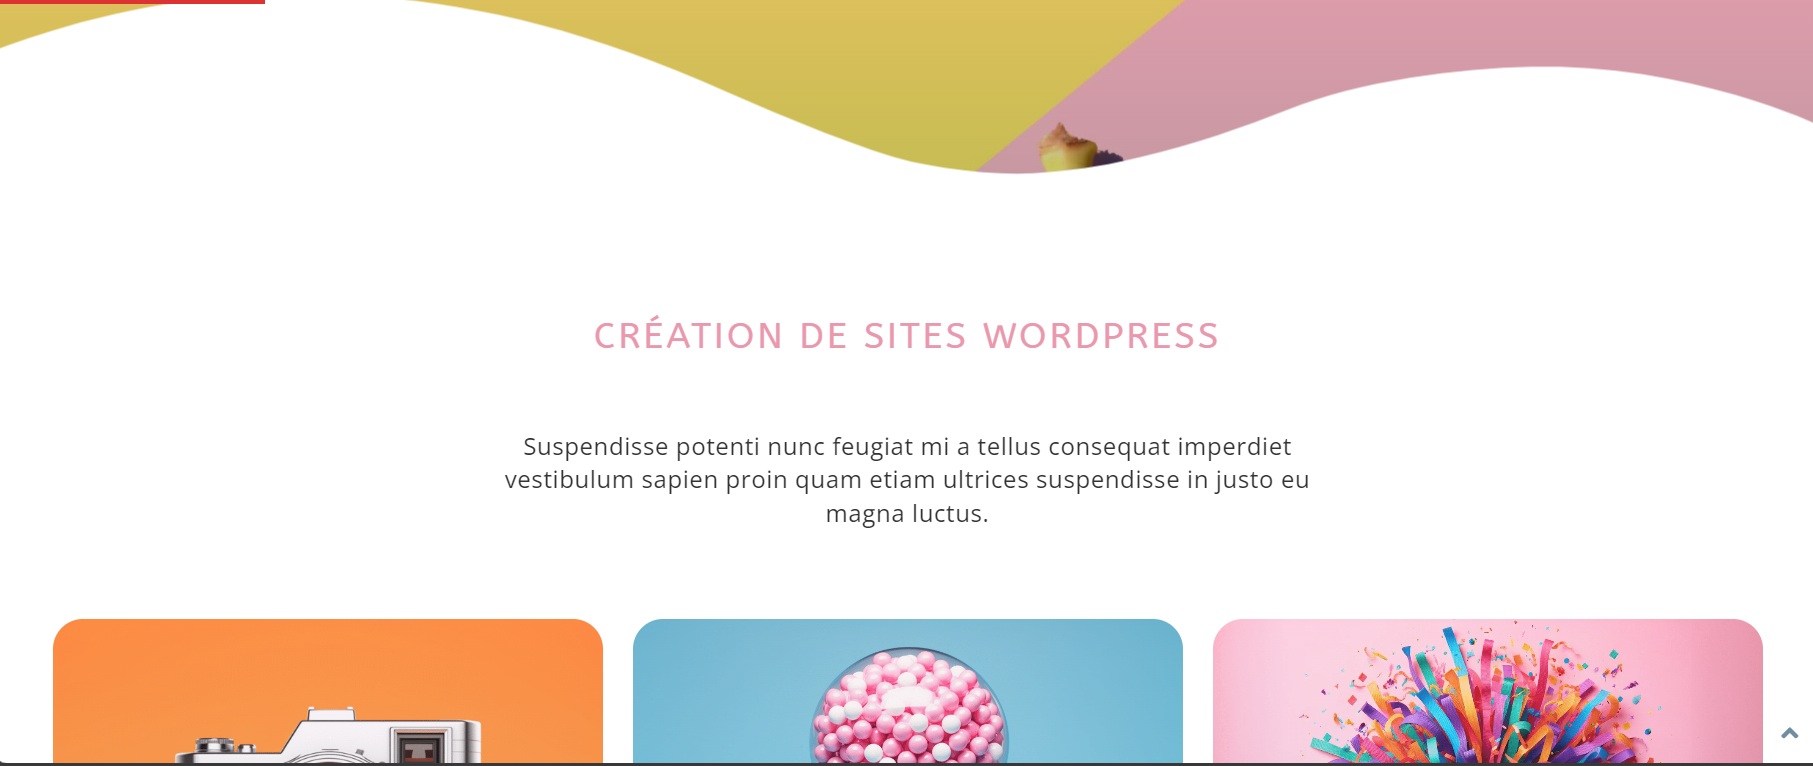 CRÉATION DE SITES WORDPRESS
Suspendisse potenti nunc feugiat mi a tellus consequat imperdiet
vestibulum sapien proin quam etiam ultrices suspendisse in justo eu
magna luctus.